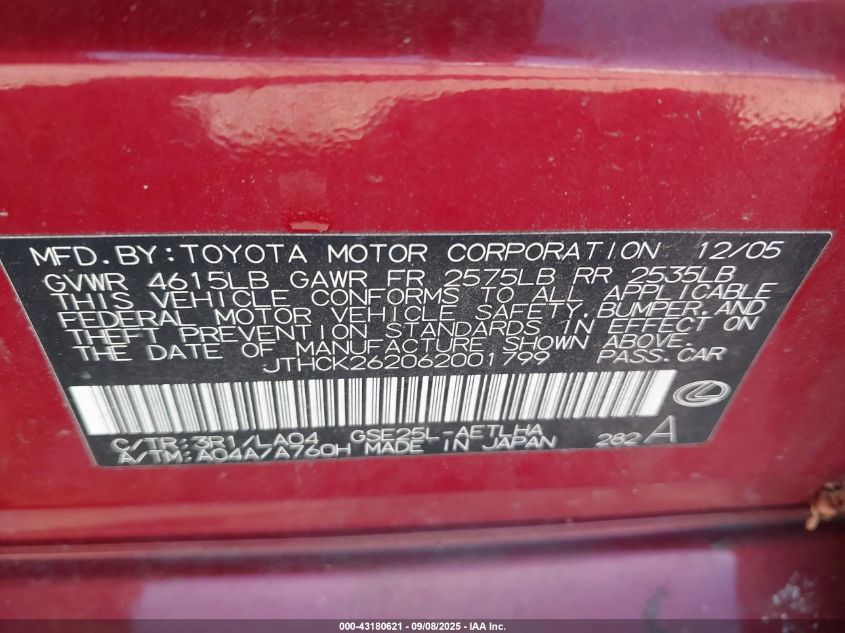 MFD.BY:TOYOTA MOTOR CORPORATION 12/05
GVWR 4615LB GAWR FR 2575LB RR 2535LB
THIS VEHICLE CONFORMS TO ALL APPLICABLE
FEDERAL MOTOR VEHICLE SAFETY,BUMPER,AND
THEFT PREVENTION STANDARDS IN EFFECT ON
THE DATE OF MANUFACTURE SHOWN ABOVE.
JTHCK262062001799 PASS.CAR
C/TR:3R1/LA04 GSE25L-AETLHA
A/TM:A04A/A760H MADE IN JAPAN 282 A
000-43180621 - 09/08/2025 - IAA Inc.